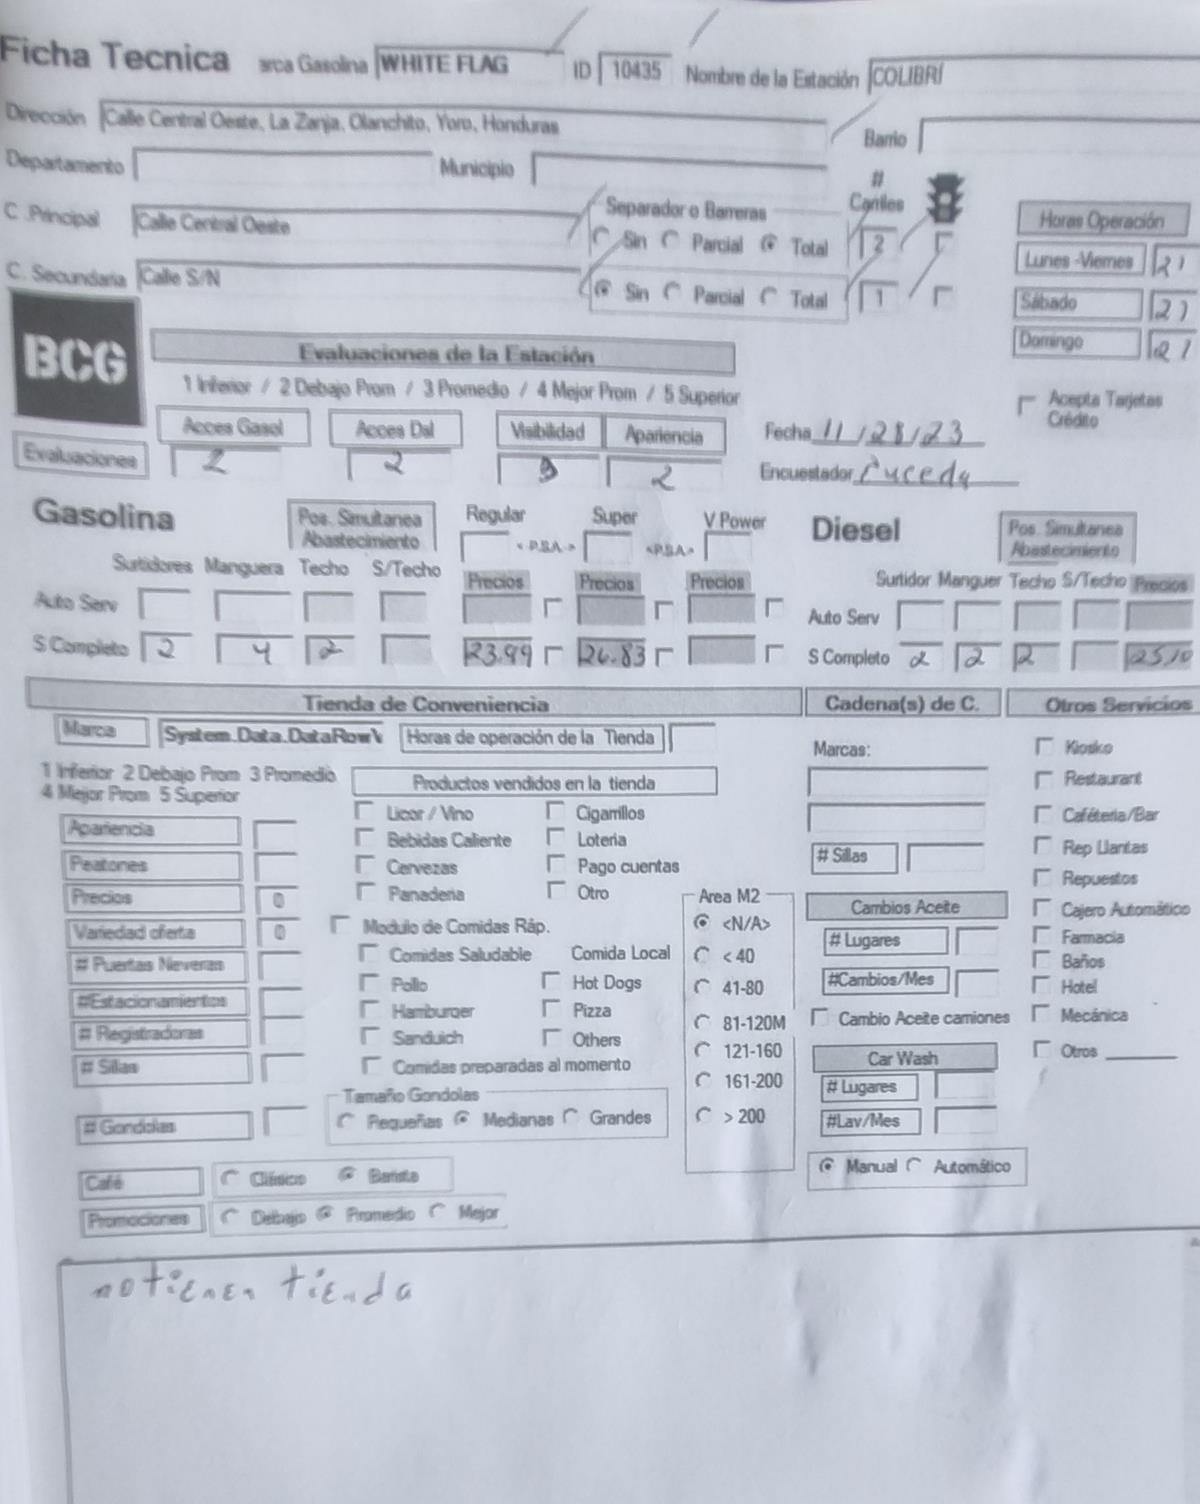 Ficha Tecnica arca Gasolina WHITE FLAG ID 10435 Nombre de la Estación COLIBRÍ
Dirección Calle Central Oeste, La Zanja, Olanchito, Yoro, Honduras Barrio
Departamento Municipio # Carriles
C .Principal Calle Central Oeste Separador o Barreras Sin Parcial Total 2
C. Secundaria Calle S/N Sin Parcial Total 1
Horas Operación
Lunes -Viernes
Sábado
Domingo
BCG
Evaluaciones de la Estación
1 Inferior / 2 Debajo Prom / 3 Promedio / 4 Mejor Prom / 5 Superior
Acepta Tarjetas Crédito
Acces Gasol Acces Dsl Visibilidad Apariencia Fecha 11/28/23
Evaluaciones 2 2 3 2 Encuestador
Gasolina Pos. Simultanea Abastecimiento Regular < P.S.A > Super <P.S.A> V Power
Surtidores Manguera Techo S/Techo Precios Precios Precios
Auto Serv
S Completo 2 4 2 23.99 26.83
Diesel Pos. Simultanea Abastecimiento
Surtidor Manguer Techo S/Techo Precios
Auto Serv
S Completo 2 2 2 25.10
Tienda de Conveniencia
Marca System.Data.DataRow Horas de operación de la Tienda
1 Inferior 2 Debajo Prom 3 Promedio
4 Mejor Prom 5 Superior
Apariencia
Peatones
Precios 0
Variedad oferta 0
# Puertas Neveras
#Estacionamientos
# Registradoras
# Sillas
# Gondolas
Productos vendidos en la tienda
Licor / Vino Cigarrillos
Bebidas Caliente Loteria
Cervezas Pago cuentas
Panaderia Otro
Modulo de Comidas Ráp.
Comidas Saludable Comida Local
Pollo Hot Dogs
Hamburger Pizza
Sanduich Others
Comidas preparadas al momento
Tamaño Gondolas
Pequeñas Medianas Grandes
Area M2
<N/A>
< 40
41-80
81-120M
121-160
161-200
> 200
Café Clásico Barista
Promociones Debajo Promedio Mejor
Cadena(s) de C.
Marcas:
# Sillas
Cambios Aceite
# Lugares
#Cambios/Mes
Cambio Aceite camiones
Car Wash
# Lugares
#Lav/Mes
Manual Automático
Otros Servicios
Kiosko
Restaurant
Caféteria/Bar
Rep Llantas
Repuestos
Cajero Automático
Farmacia
Baños
Hotel
Mecánica
Otros
no tienen tienda